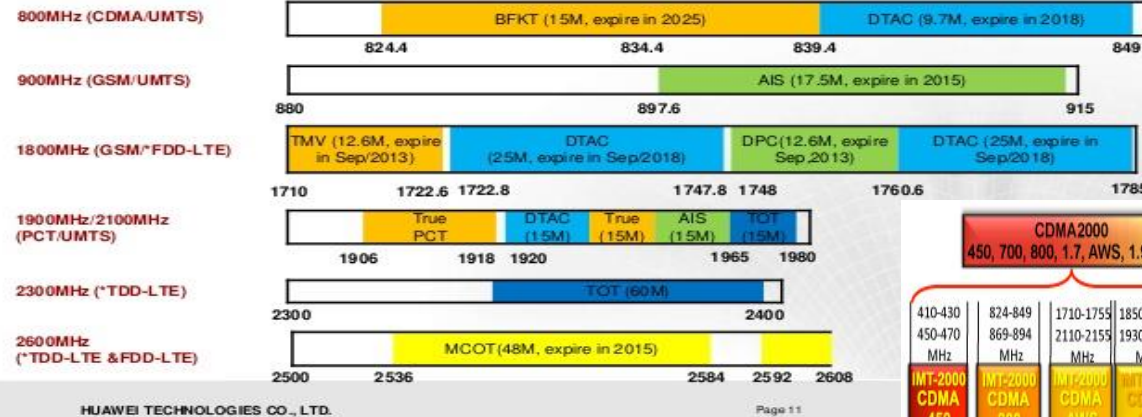 800MHz (CDMA/UMTS)
BFKT (15M, expire in 2025)
DTAC (9.7M, expire in 2018)
824.4
834.4
839.4
849
900MHz (GSM/UMTS)
AIS (17.5M, expire in 2015)
880
897.6
915
1800MHz (GSM/*FDD-LTE)
TMV (12.6M, expire
in Sep/2013)
DTAC
(25M, expire in Sep/2018)
DPC(12.6M, expire
Sep,2013)
DTAC (25M, expire in
Sep/2018)
1710
1722.6
1722.8
1747.8
1748
1760.6
1785
1900MHz/2100MHz
(PCT/UMTS)
True
PCT
DTAC
(15M)
True
(15M)
AIS
(15M)
TOT
(15M)
1906
1918
1920
1965
1980
2300MHz (*TDD-LTE)
TOT (60M)
2300
2400
2600MHz
(*TDD-LTE &FDD-LTE)
MCOT(48M, expire in 2015)
2500
2536
2584
2592
2608
HUAWEI TECHNOLOGIES CO., LTD.
Page 11
CDMA2000
450, 700, 800, 1.7, AWS,
410-430
450-470
MHz
824-849
869-894
MHz
1710-1755
2110-2155
MHz
1850
1930
IMT-2000
CDMA
450
IMT-2000
CDMA
800
IMT-2000
CDMA
AWS